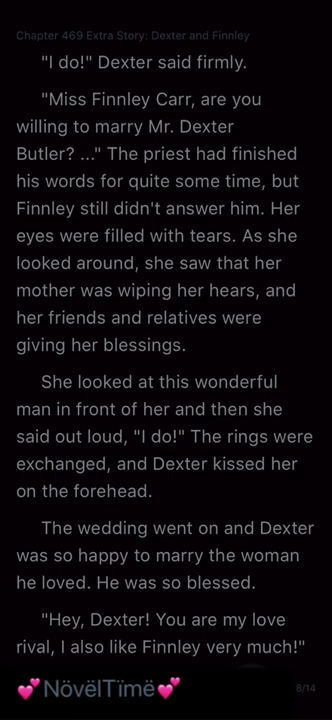 Chapter 469 Extra Story: Dexter and Finnley
"I do!" Dexter said firmly.
"Miss Finnley Carr, are you
willing to marry Mr. Dexter
Butler? ..." The priest had finished
his words for quite some time, but
Finnley still didn't answer him. Her
eyes were filled with tears. As she
looked around, she saw that her
mother was wiping her hears, and
her friends and relatives were
giving her blessings.
She looked at this wonderful
man in front of her and then she
said out loud, "I do!" The rings were
exchanged, and Dexter kissed her
on the forehead.
The wedding went on and Dexter
was so happy to marry the woman
he loved. He was so blessed.
"Hey, Dexter! You are my love
rival, I also like Finnley very much!"
💕NövëlTïmë💕
8/14